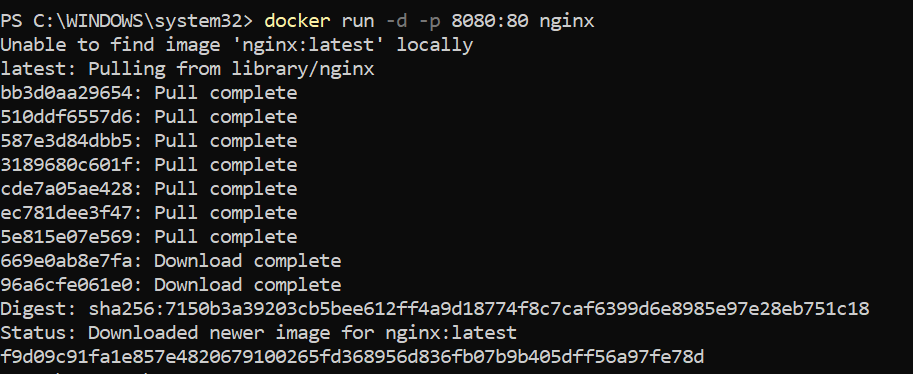 PS C:\WINDOWS\system32> docker run -d -p 8080:80 nginx
Unable to find image 'nginx:latest' locally
latest: Pulling from library/nginx
bb3d0aa29654: Pull complete
510ddf6557d6: Pull complete
587e3d84dbb5: Pull complete
3189680c601f: Pull complete
cde7a05ae428: Pull complete
ec781dee3f47: Pull complete
5e815e07e569: Pull complete
669e0ab8e7fa: Download complete
96a6cfe061e0: Download complete
Digest: sha256:7150b3a39203cb5bee612ff4a9d18774f8c7caf6399d6e8985e97e28eb751c18
Status: Downloaded newer image for nginx:latest
f9d09c91fa1e857e4820679100265fd368956d836fb07b9b405dff56a97fe78d